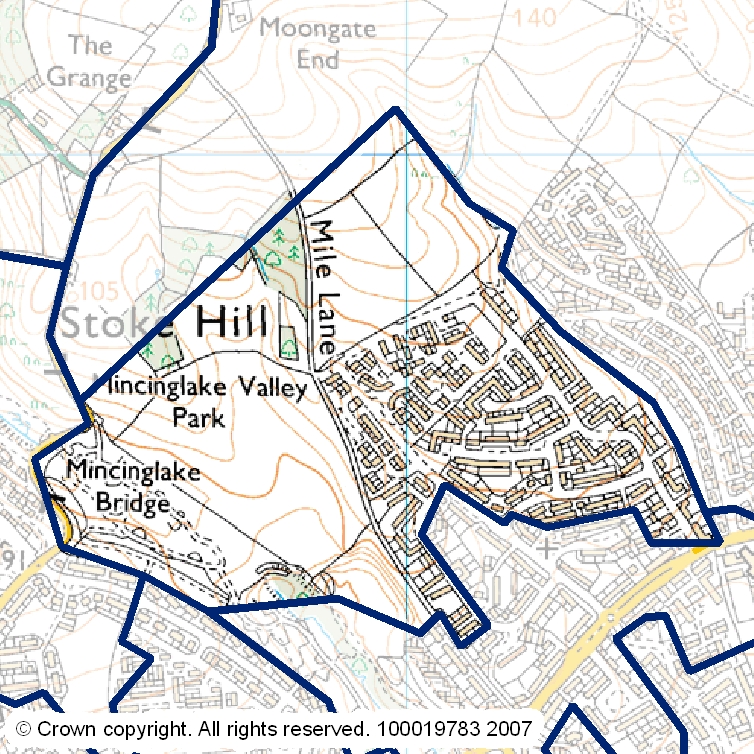 The
Grange
Moongate
End
140
125
Mile Lane
105
Stoke Hill
Mincinglake Valley
Park
Mincinglake
Bridge
91
© Crown copyright. All rights reserved. 100019783 2007